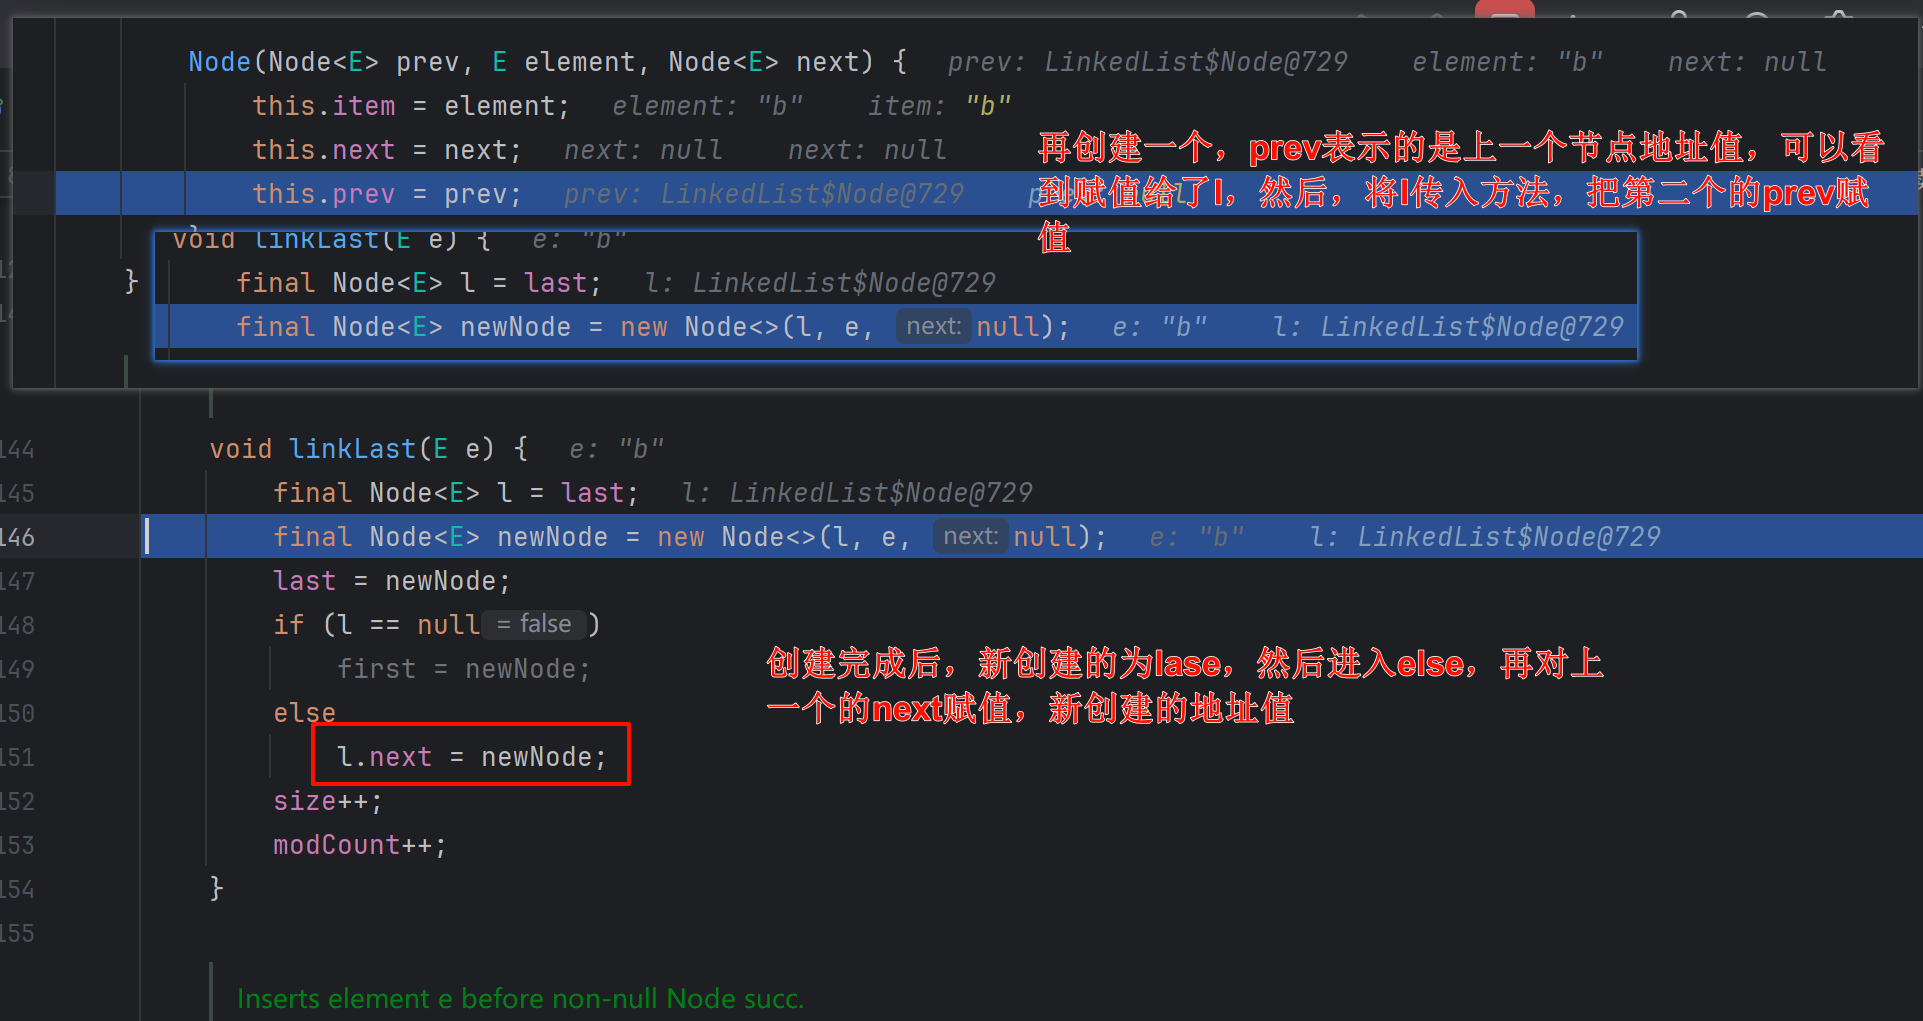 Node(Node<E> prev, E element, Node<E> next) { prev: LinkedList$Node@729 element: "b" next: null
this.item = element; element: "b" item: "b"
this.next = next; next: null next: null
this.prev = prev; prev: LinkedList$Node@729
再创建一个，prev表示的是上一个节点地址值，可以看
到赋值给了l，然后，将l传入方法，把第二个的prev赋
值
void linkLast(E e) { e: "b"
}
final Node<E> l = last; l: LinkedList$Node@729
final Node<E> newNode = new Node<>(l, e, next: null); e: "b" l: LinkedList$Node@729
144 void linkLast(E e) { e: "b"
145 final Node<E> l = last; l: LinkedList$Node@729
146 final Node<E> newNode = new Node<>(l, e, next: null); e: "b" l: LinkedList$Node@729
147 last = newNode;
148 if (l == null = false )
149 first = newNode;
150 else
151 l.next = newNode;
152 size++;
153 modCount++;
154 }
155
创建完成后，新创建的为lase，然后进入else，再对上
一个的next赋值，新创建的地址值
Inserts element e before non-null Node succ.